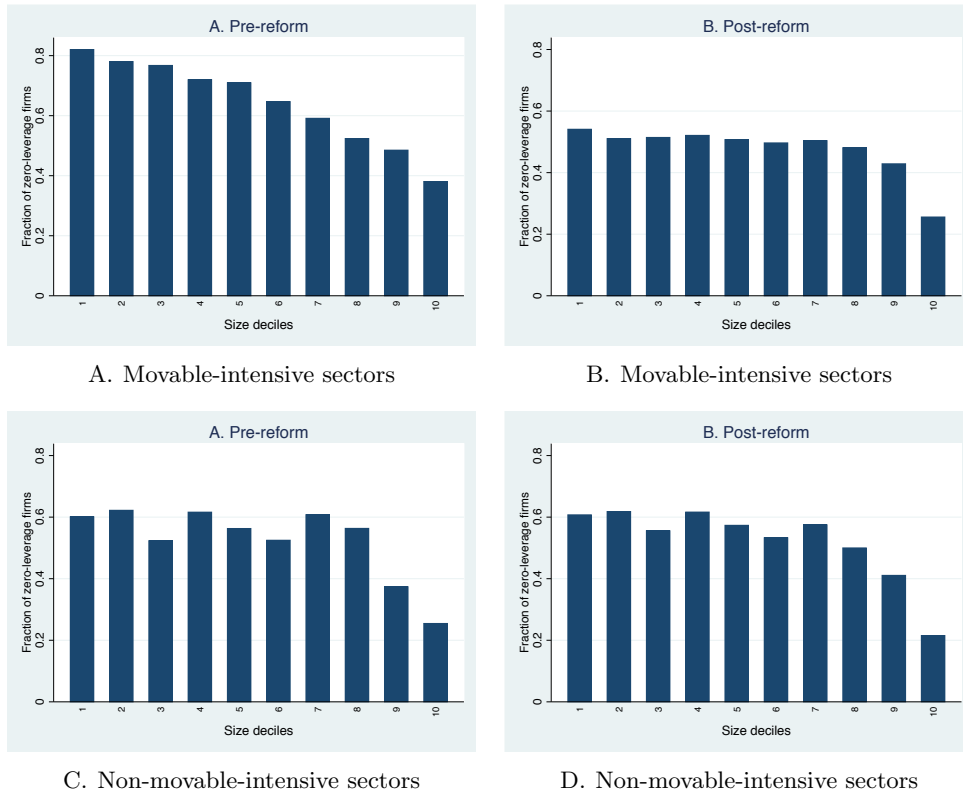 A. Pre-reform
Fraction of zero-leverage firms
0 0.2 0.4 0.6 0.8
1 2 3 4 5 6 7 8 9 10
Size deciles
A. Movable-intensive sectors
B. Post-reform
Fraction of zero-leverage firms
0 0.2 0.4 0.6 0.8
1 2 3 4 5 6 7 8 9 10
Size deciles
B. Movable-intensive sectors
A. Pre-reform
Fraction of zero-leverage firms
0 0.2 0.4 0.6 0.8
1 2 3 4 5 6 7 8 9 10
Size deciles
C. Non-movable-intensive sectors
B. Post-reform
Fraction of zero-leverage firms
0 0.2 0.4 0.6 0.8
1 2 3 4 5 6 7 8 9 10
Size deciles
D. Non-movable-intensive sectors